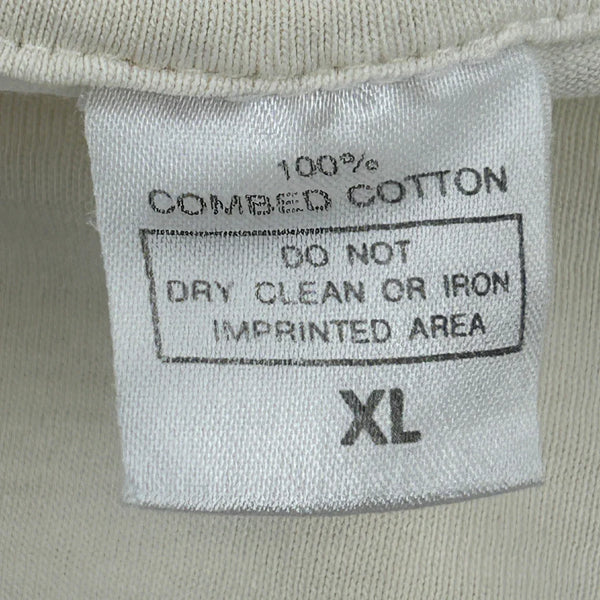 100%
COMBED COTTON
DO NOT
DRY CLEAN OR IRON
IMPRINTED AREA
XL